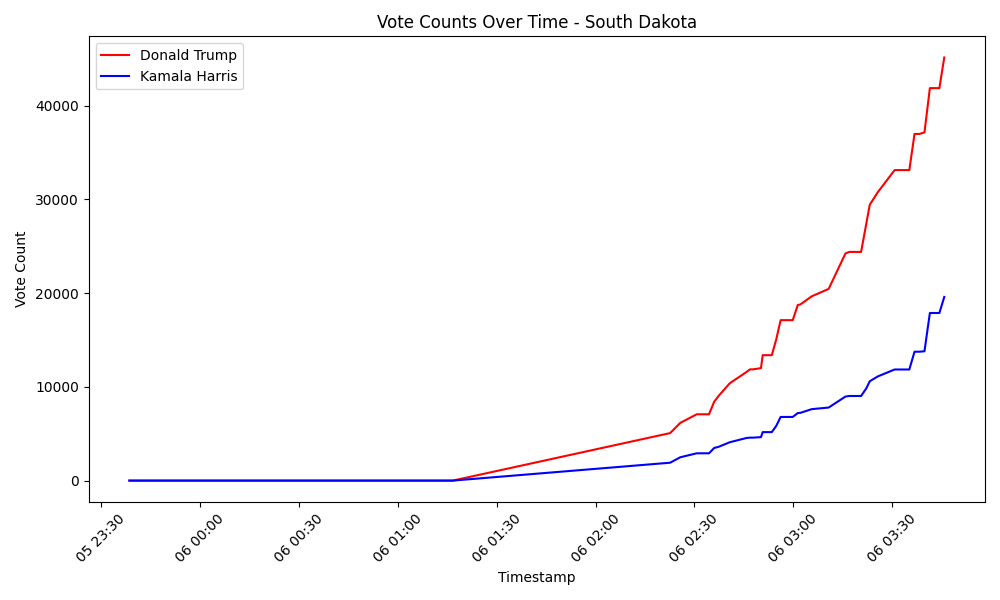 Vote Counts Over Time - South Dakota
Donald Trump
Kamala Harris
Vote Count
40000
30000
20000
10000
0
05 23:30
06 00:00
06 00:30
06 01:00
06 01:30
06 02:00
06 02:30
06 03:00
06 03:30
Timestamp